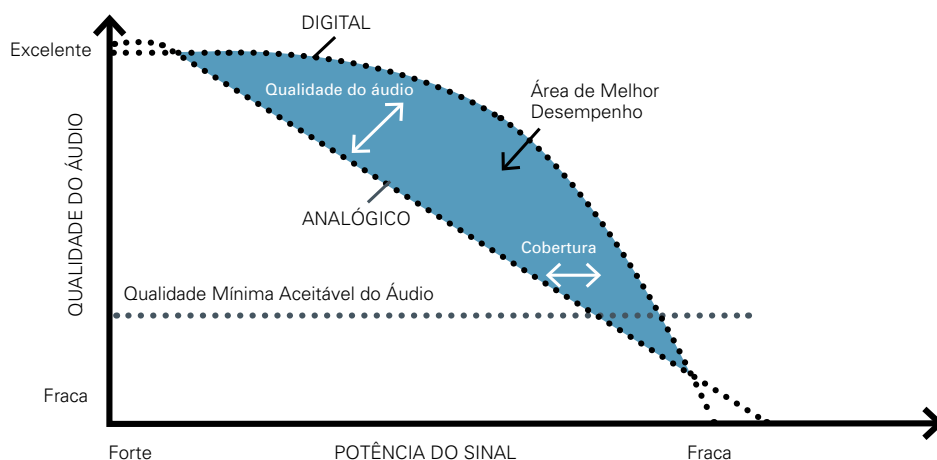 DIGITAL
Excelente
Qualidade do áudio
Área de Melhor
Desempenho
QUALIDADE DO ÁUDIO
ANALÓGICO
Cobertura
Qualidade Mínima Aceitável do Áudio
Fraca
Forte
POTÊNCIA DO SINAL
Fraca